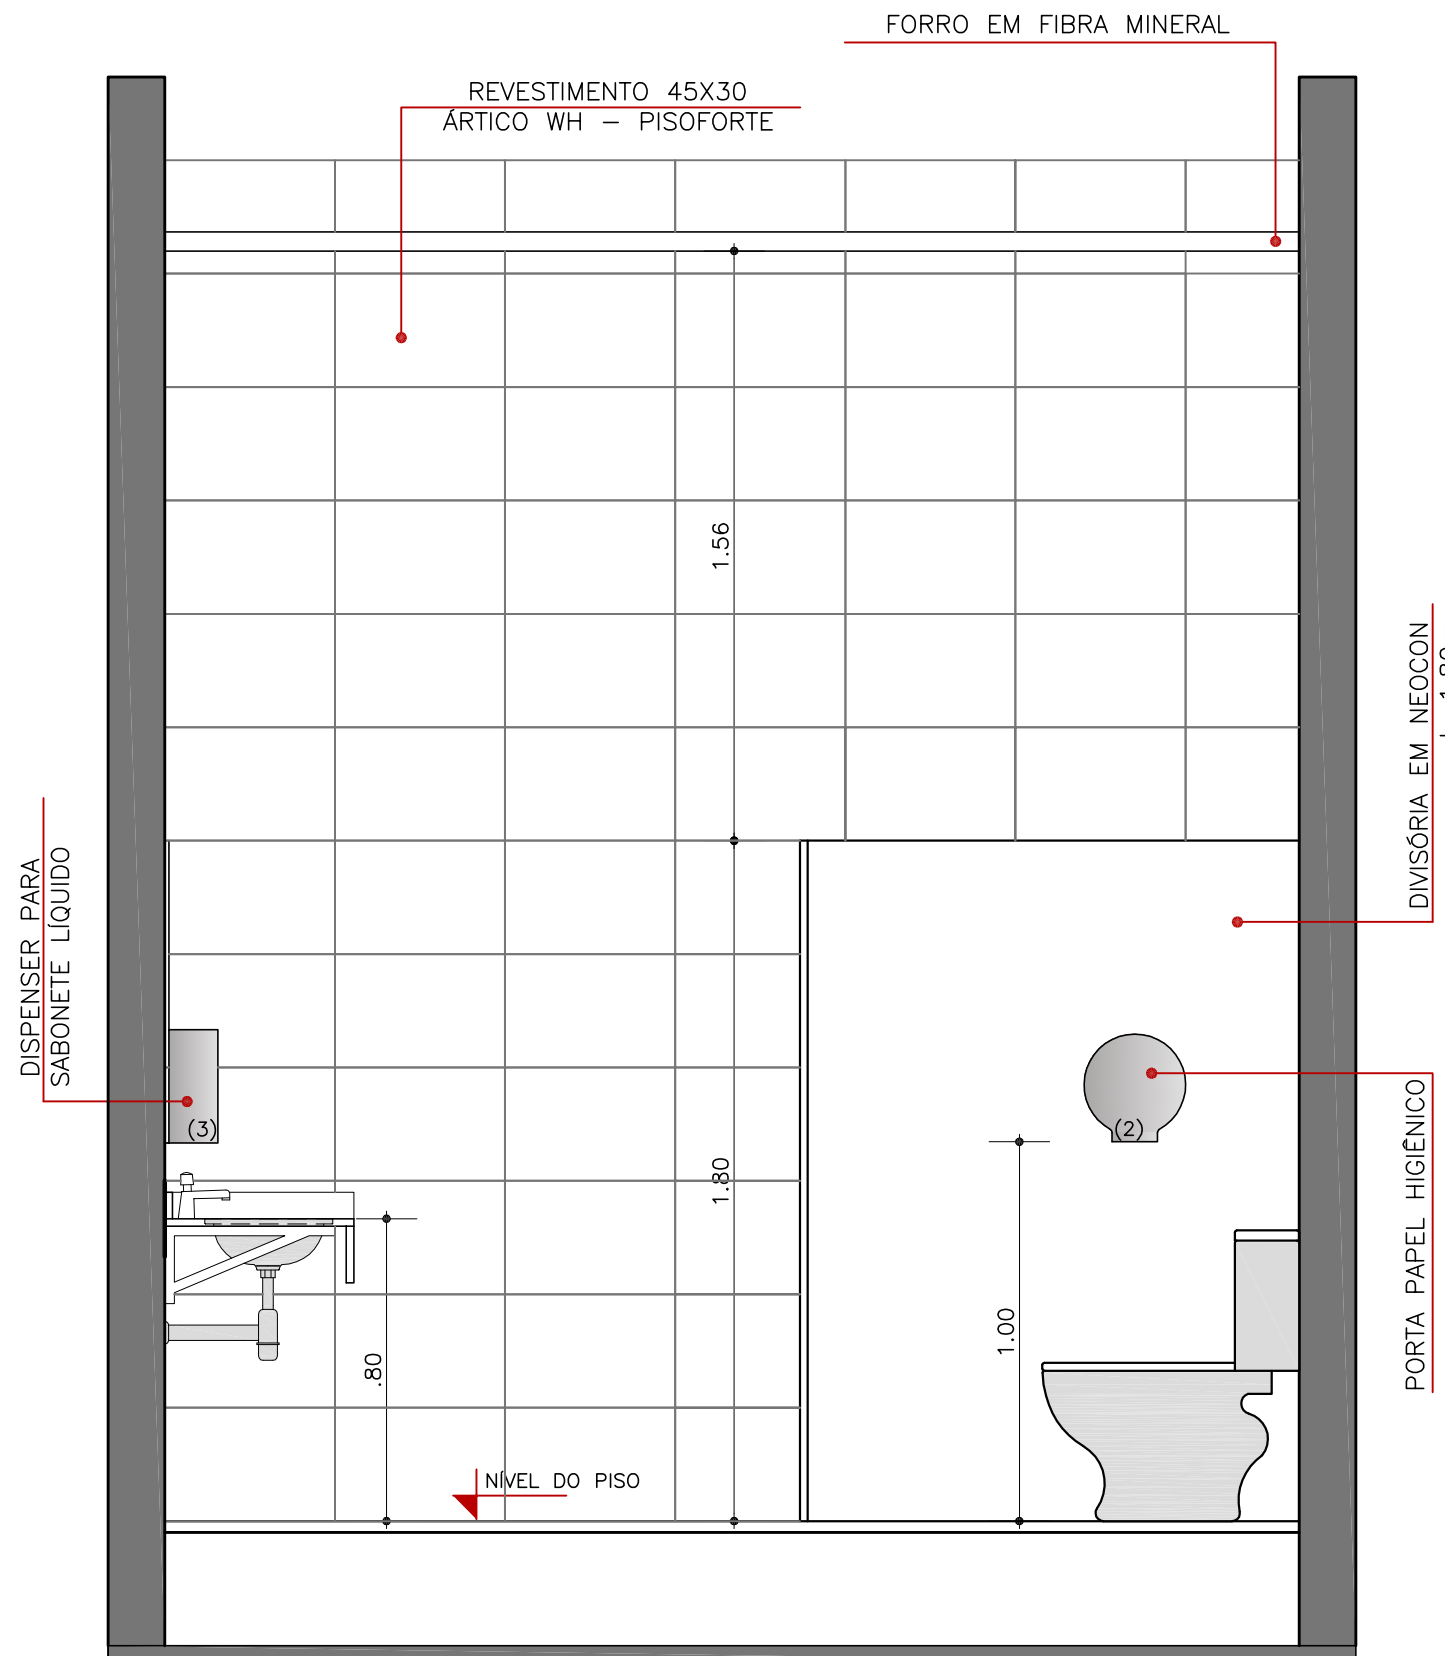 FORRO EM FIBRA MINERAL
REVESTIMENTO 45X30
ÁRTICO WH - PISOFORTE
1.56
DIVISÓRIA EM NEOCON
DISPENSER PARA
SABONETE LÍQUIDO
(3)
(2)
1.80
PORTA PAPEL HIGIÊNICO
.80
1.00
NÍVEL DO PISO